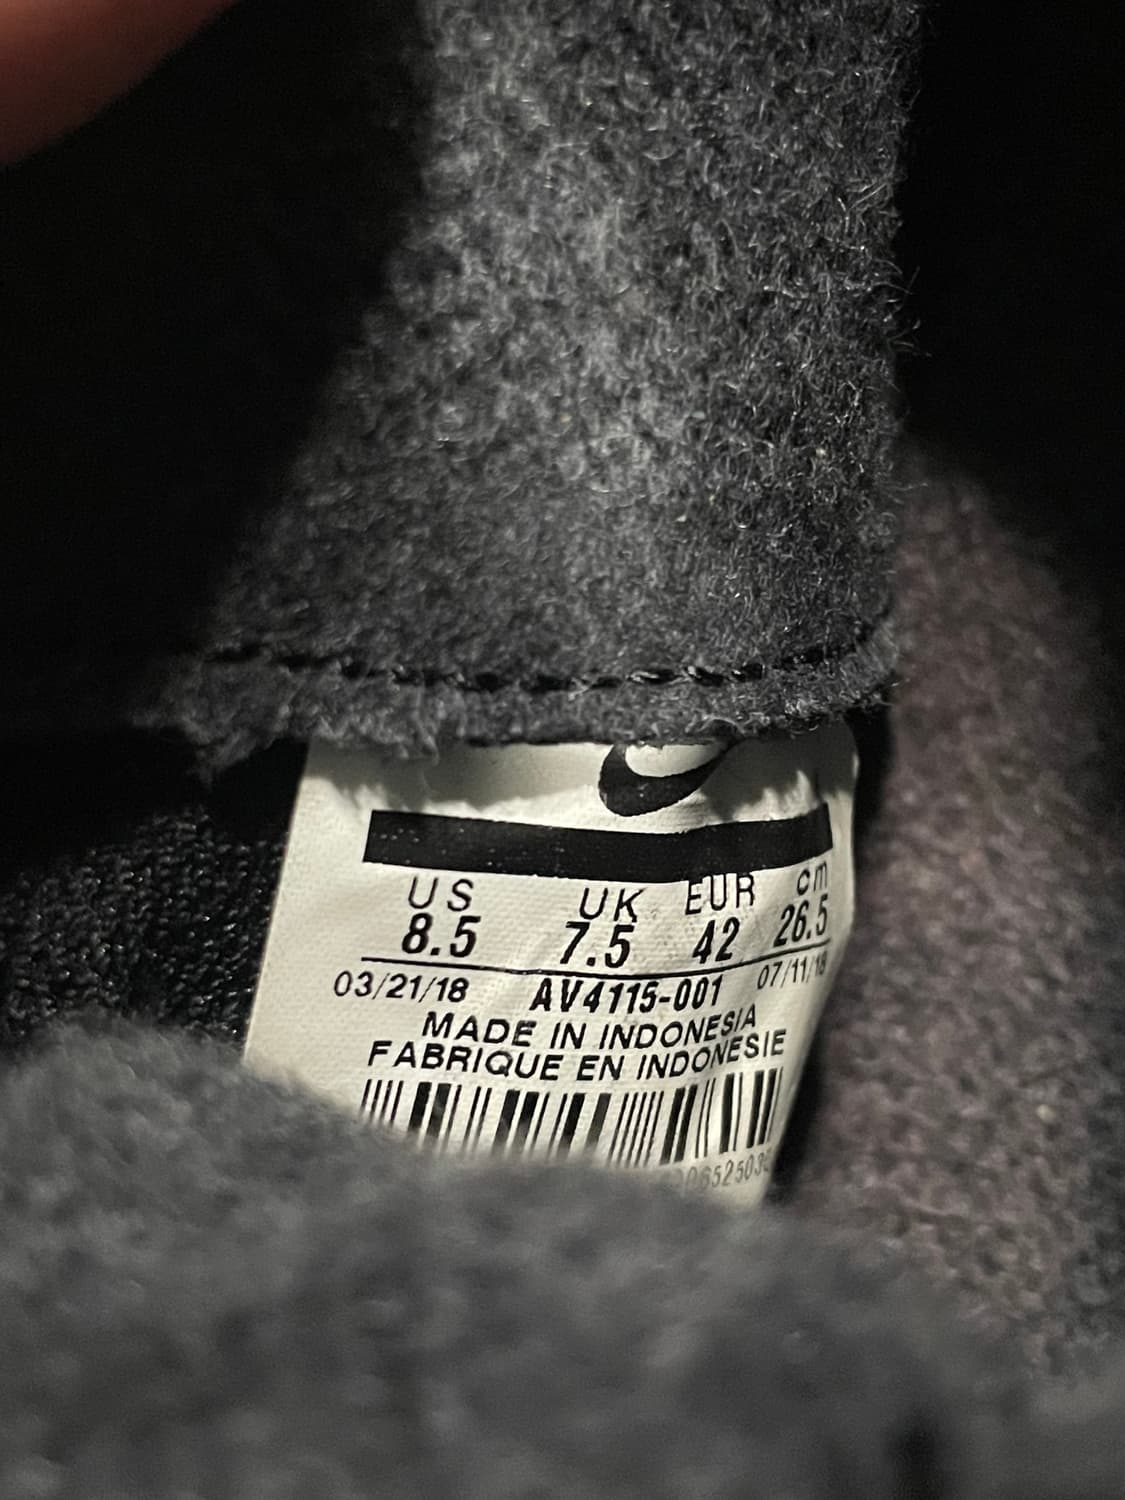 US UK EUR cm
8.5 7.5 42 26.5
03/21/18 AV4115-001 07/11/18
MADE IN INDONESIA
FABRIQUE EN INDONESIE